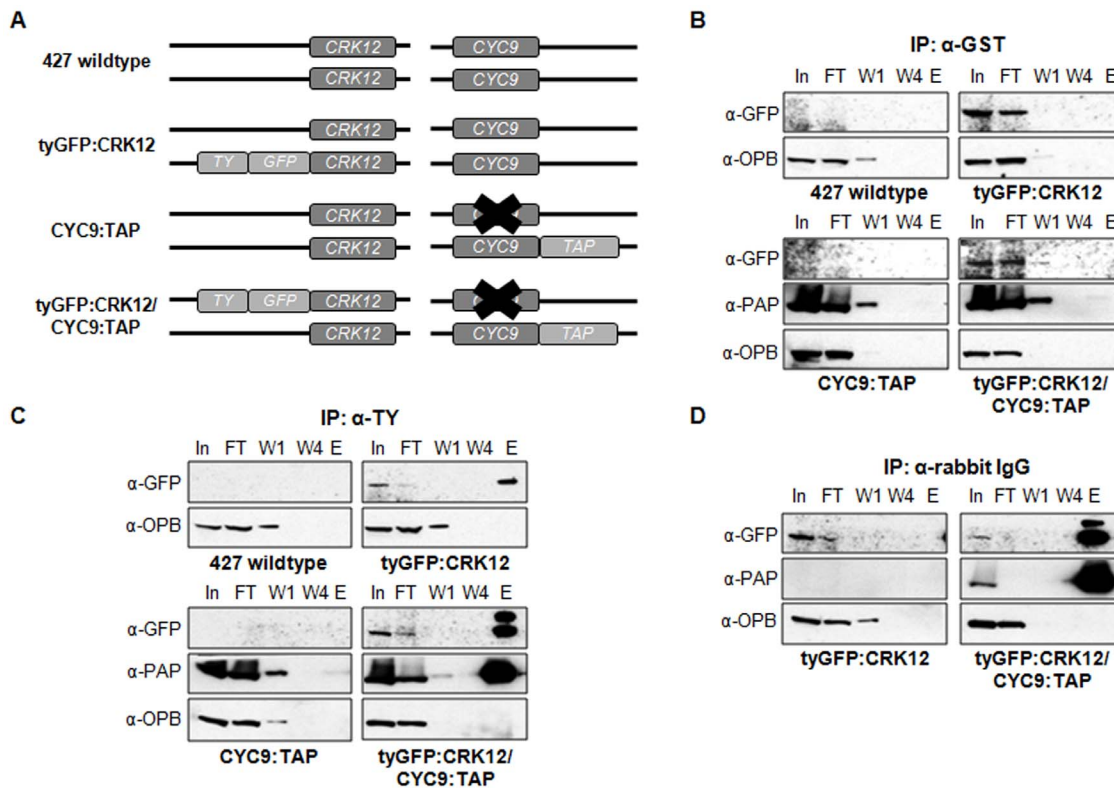 A
427 wildtype
CRK12 CYC9
CRK12 CYC9
tyGFP:CRK12
CRK12 CYC9
TY GFP CRK12 CYC9
CYC9:TAP
CRK12
CRK12 CYC9 TAP
tyGFP:CRK12/
CYC9:TAP
TY GFP CRK12
CRK12 CYC9 TAP
B
IP: α-GST
In FT W1 W4 E In FT W1 W4 E
α-GFP
α-OPB
427 wildtype tyGFP:CRK12
In FT W1 W4 E In FT W1 W4 E
α-GFP
α-PAP
α-OPB
CYC9:TAP tyGFP:CRK12/
CYC9:TAP
C
IP: α-TY
In FT W1 W4 E In FT W1 W4 E
α-GFP
α-OPB
427 wildtype tyGFP:CRK12
In FT W1 W4 E In FT W1 W4 E
α-GFP
α-PAP
α-OPB
CYC9:TAP tyGFP:CRK12/
CYC9:TAP
D
IP: α-rabbit IgG
In FT W1 W4 E In FT W1 W4 E
α-GFP
α-PAP
α-OPB
tyGFP:CRK12 tyGFP:CRK12/
CYC9:TAP